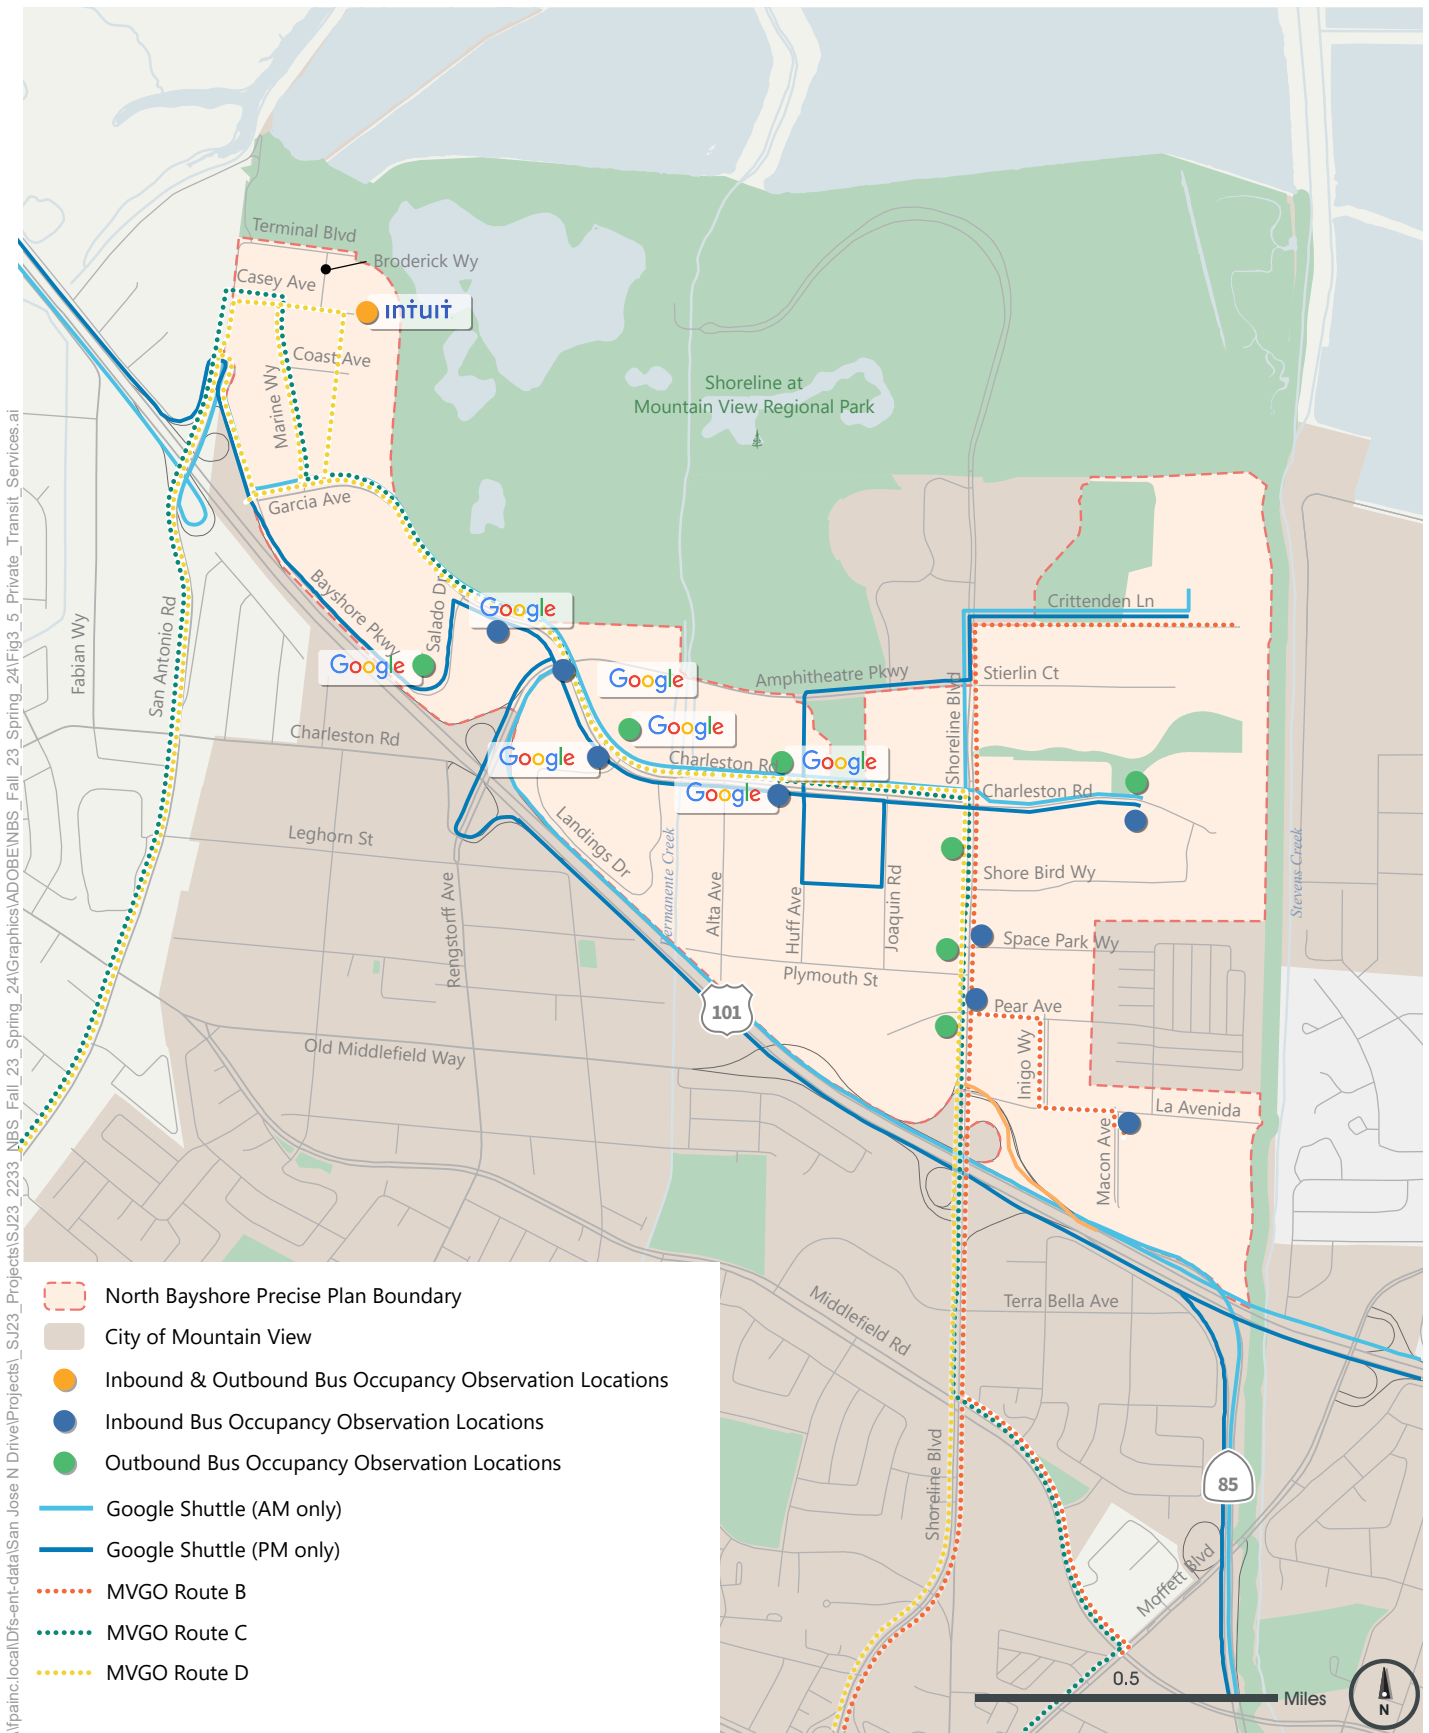 Terminal Blvd
Broderick Wy
Casey Ave
intuit
Coast Ave
Marine Wy
Garcia Ave
Shoreline at
Mountain View Regional Park
Bayshore Pkwy
Salado Dr
Google
Google
Google
Google
Google
Google
Google
Fabian Wy
San Antonio Rd
Crittenden Ln
Amphitheatre Pkwy
Stierlin Ct
Shoreline Blvd
Charleston Rd
Charleston Rd
Charleston Rd
Leghorn St
Landings Dr
Permanente Creek
Stevens Creek
Rengstorff Ave
Alta Ave
Huff Ave
Joaquin Rd
Shore Bird Wy
Space Park Wy
Plymouth St
Pear Ave
101
Inigo Wy
Old Middlefield Way
La Avenida
Macon Ave
Terra Bella Ave
Middlefield Rd
Shoreline Blvd
85
Moffett Blvd
North Bayshore Precise Plan Boundary
City of Mountain View
Inbound & Outbound Bus Occupancy Observation Locations
Inbound Bus Occupancy Observation Locations
Outbound Bus Occupancy Observation Locations
Google Shuttle (AM only)
Google Shuttle (PM only)
MVGO Route B
MVGO Route C
MVGO Route D
0.5
Miles
N
\fpainc.local\Dfs-ent-data\San Jose N Drive\Projects\_SJ23_Projects\SJ23_2233_NBS_Fall_23_Spring_24\Graphics\ADOBE\NBS_Fall_23_Spring_24\Fig3_5_Private_Transit_Services.ai